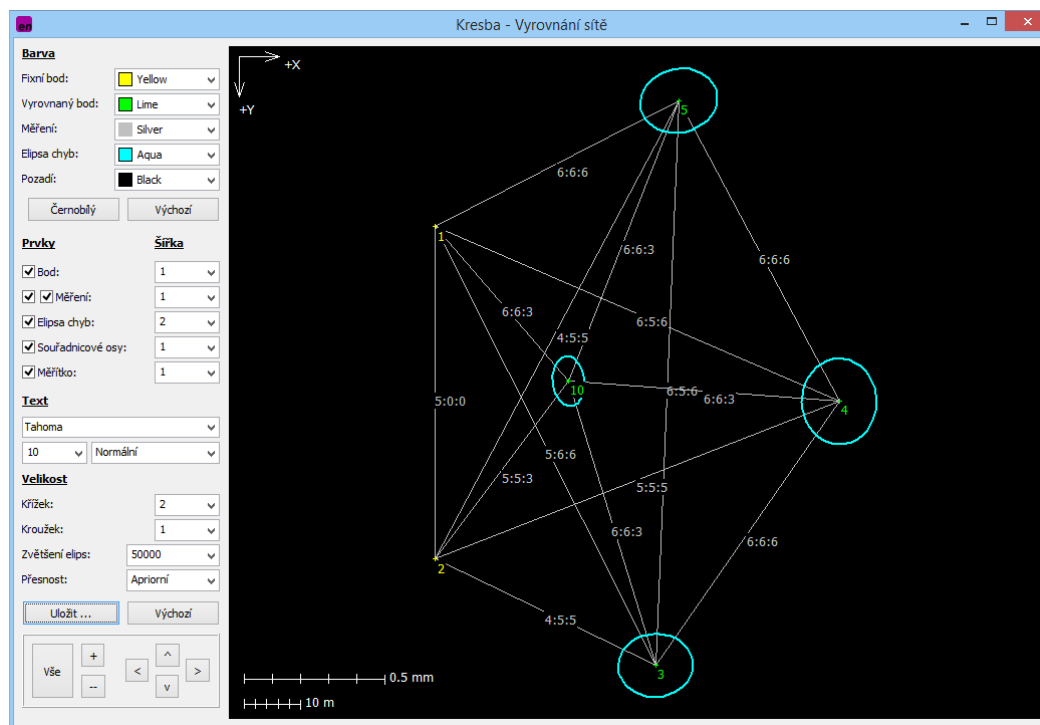 en
Kresba - Vyrovnání sítě
Barva
Fixní bod:
Yellow
Vyrovnaný bod:
Lime
Měření:
Silver
Elipsa chyb:
Aqua
Pozadí:
Black
Černobílý
Výchozí
Prvky
Šířka
Bod:
1
Měření:
1
Elipsa chyb:
2
Souřadnicové osy:
1
Měřítko:
1
Text
Tahoma
10
Normální
Velikost
Křížek:
2
Kroužek:
1
Zvětšení elips:
50000
Přesnost:
Apriorní
Uložit ...
Výchozí
Vše
+
--
<
^
v
>
+X
+Y
5
6:6:6
1
6:6:3
6:6:6
6:6:3
6:5:6
4:5:5
10
6:5:6
6:6:3
4
5:0:0
5:6:6
5:5:3
5:5:5
6:6:3
6:6:6
2
4:5:5
3
0.5 mm
10 m